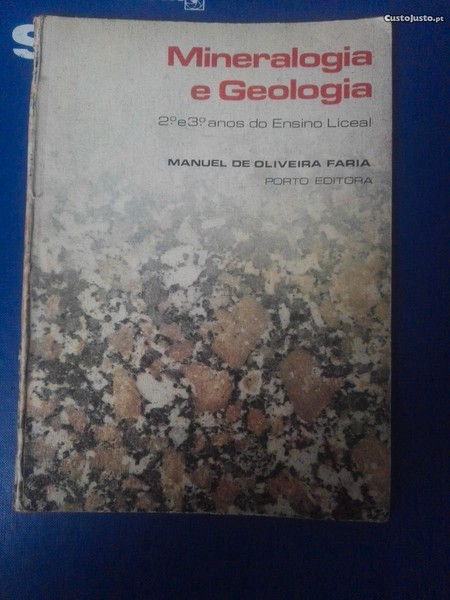 CustoJusto.pt
S
Mineralogia
e Geologia
2º e 3º anos do Ensino Liceal
MANUEL DE OLIVEIRA FARIA
PORTO EDITORA